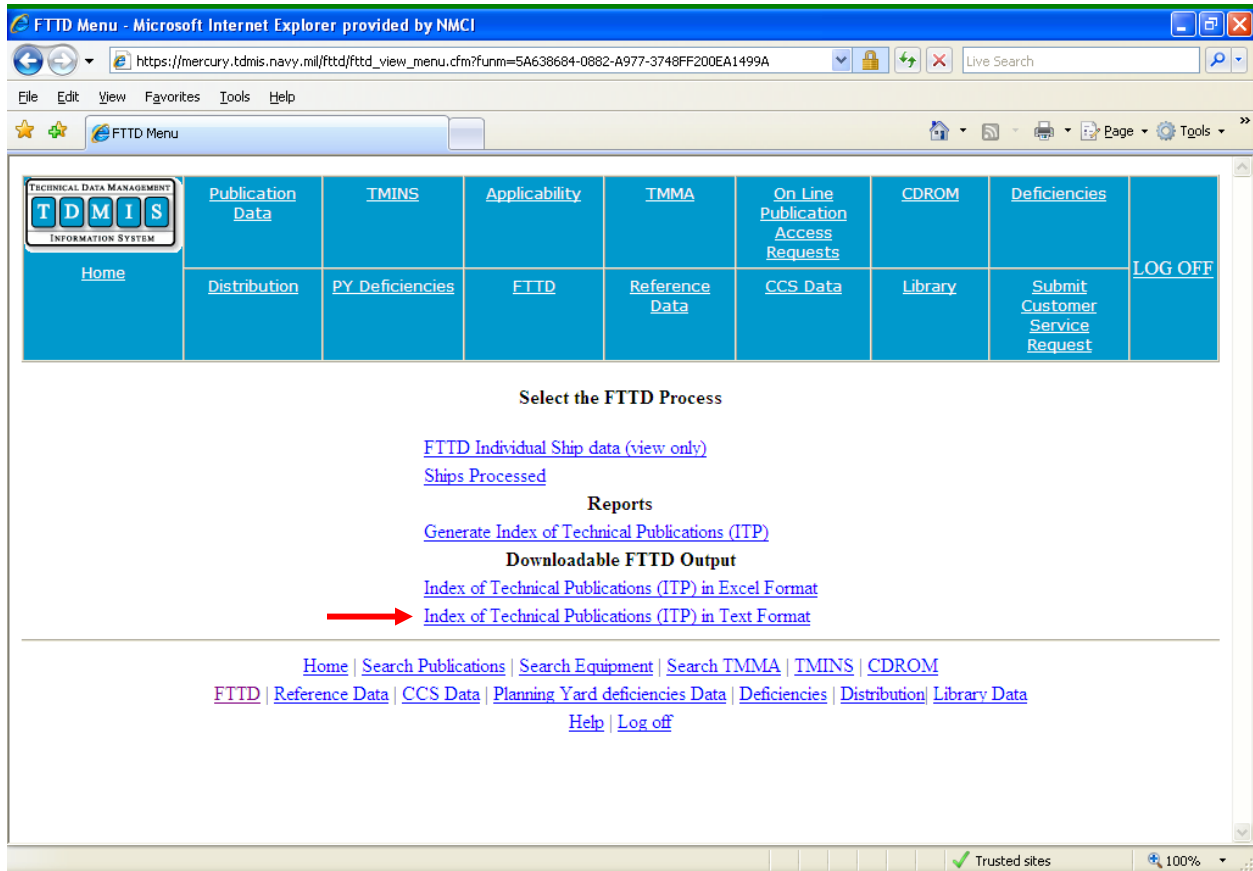 FTTD Menu - Microsoft Internet Explorer provided by NMCI
https://mercury.tdmis.navy.mil/fttd/fttd_view_menu.cfm?funm=5A638684-0882-A977-3748FF200EA1499A
Live Search
File Edit View Favorites Tools Help
FTTD Menu
Page Tools »
TECHNICAL DATA MANAGEMENT
T D M I S
INFORMATION SYSTEM
Home
Publication
Data
TMINS
Applicability
TMMA
On Line
Publication
Access
Requests
CDROM
Deficiencies
LOG OFF
Distribution
PY Deficiencies
FTTD
Reference
Data
CCS Data
Library
Submit
Customer
Service
Request
Select the FTTD Process
FTTD Individual Ship data (view only)
Ships Processed
Reports
Generate Index of Technical Publications (ITP)
Downloadable FTTD Output
Index of Technical Publications (ITP) in Excel Format
Index of Technical Publications (ITP) in Text Format
Home | Search Publications | Search Equipment | Search TMMA | TMINS | CDROM
FTTD | Reference Data | CCS Data | Planning Yard deficiencies Data | Deficiencies | Distribution| Library Data
Help | Log off
Trusted sites
100%